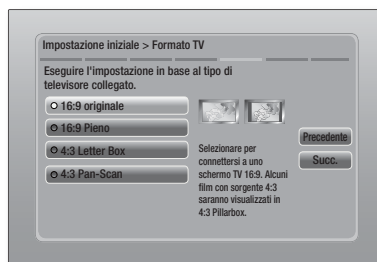 Impostazione iniziale > Formato TV
Eseguire l'impostazione in base al tipo di
televisore collegato.
16:9 originale
16:9 Pieno
4:3 Letter Box
4:3 Pan-Scan
Selezionare per
connettersi a uno
schermo TV 16:9. Alcuni
film con sorgente 4:3
saranno visualizzati in
4:3 Pillarbox.
Precedente
Succ.